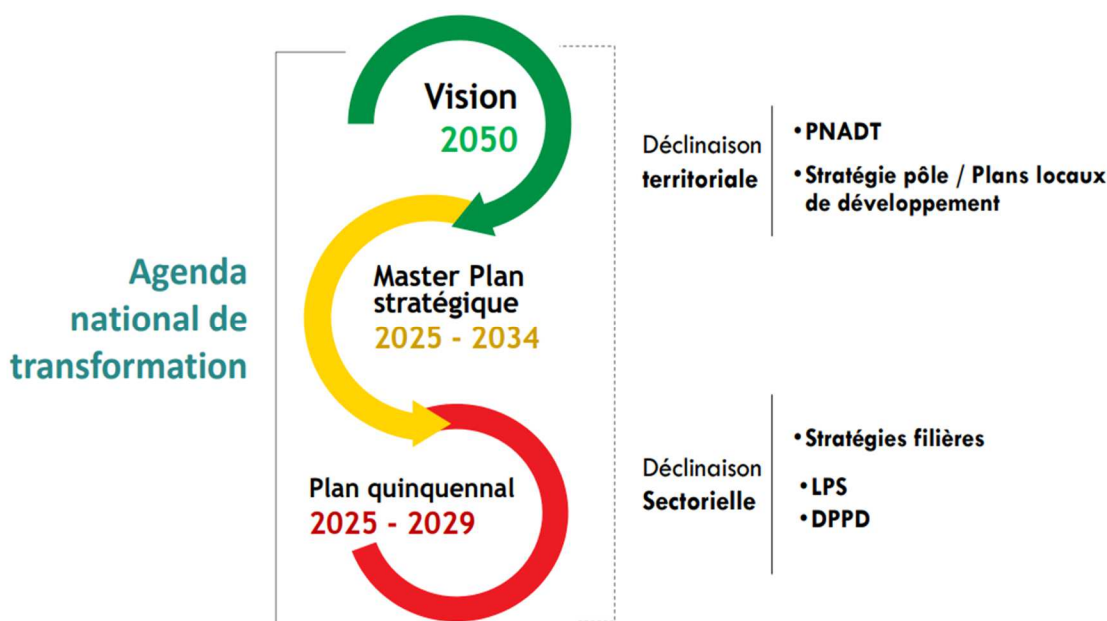 Agenda
national de
transformation
Vision
2050
Master Plan
stratégique
2025 - 2034
Plan quinquennal
2025 - 2029
Déclinaison
territoriale
•PNADT
•Stratégie pôle / Plans locaux
de développement
Déclinaison
Sectorielle
•Stratégies filières
•LPS
•DPPD